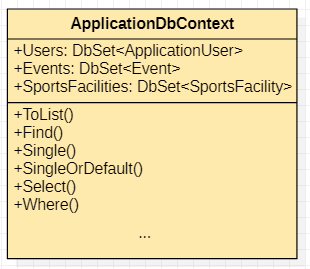 ApplicationDbContext
+Users: DbSet<ApplicationUser>
+Events: DbSet<Event>
+SportsFacilities: DbSet<SportsFacility>
+ToList()
+Find()
+Single()
+SingleOrDefault()
+Select()
+Where()
...